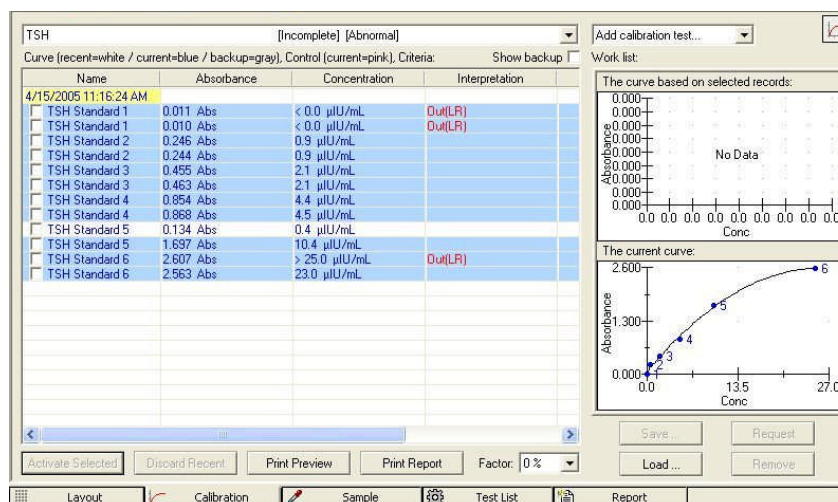 TSH [Incomplete] [Abnormal]
Add calibration test...
Curve (recent=white / current=blue / backup=gray), Control (current=pink), Criteria: Show backup
Work list:
Name Absorbance Concentration Interpretation
4/15/2005 11:16:24 AM
TSH Standard 1 0.011 Abs < 0.0 µIU/mL Out(LR)
TSH Standard 1 0.010 Abs < 0.0 µIU/mL Out(LR)
TSH Standard 2 0.246 Abs 0.9 µIU/mL
TSH Standard 2 0.244 Abs 0.9 µIU/mL
TSH Standard 3 0.455 Abs 2.1 µIU/mL
TSH Standard 3 0.463 Abs 2.1 µIU/mL
TSH Standard 4 0.854 Abs 4.4 µIU/mL
TSH Standard 4 0.868 Abs 4.5 µIU/mL
TSH Standard 5 0.134 Abs 0.4 µIU/mL
TSH Standard 5 1.697 Abs 10.4 µIU/mL
TSH Standard 6 2.607 Abs > 25.0 µIU/mL Out(LR)
TSH Standard 6 2.563 Abs 23.0 µIU/mL
The curve based on selected records:
0.000
0.000
0.000
0.000
0.000
0.000
0.000
Absorbance
No Data
0.0 0.0 0.0 0.0 0.0 0.0 0.0 0.0 0.0
Conc
The current curve:
2.600
1.300
0.000
Absorbance
1 2 3 4 5 6
0.0 13.5 27.0
Conc
Save... Request
Load ... Remove
Activate Selected Discard Recent Print Preview Print Report Factor: 0 %
Layout Calibration Sample Test List Report